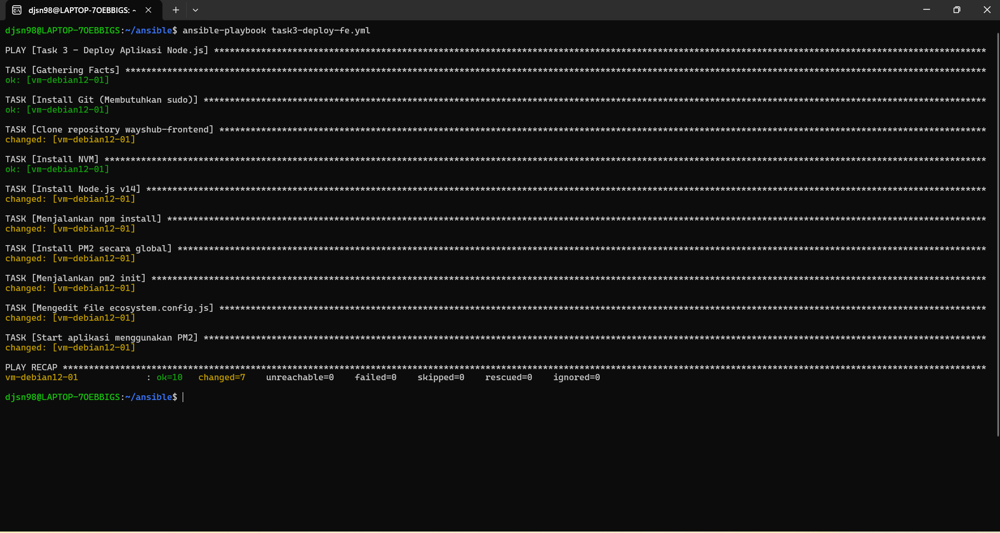 djsn98@LAPTOP-7OEBBIGS: ~
djsn98@LAPTOP-7OEBBIGS:~/ansible$ ansible-playbook task3-deploy-fe.yml
PLAY [Task 3 - Deploy Aplikasi Node.js] ****************************************************************************************************************************************************
TASK [Gathering Facts] *********************************************************************************************************************************************************************
ok: [vm-debian12-01]
TASK [Install Git (Membutuhkan sudo)] ******************************************************************************************************************************************************
ok: [vm-debian12-01]
TASK [Clone repository wayshub-frontend] ***************************************************************************************************************************************************
changed: [vm-debian12-01]
TASK [Install NVM] *************************************************************************************************************************************************************************
ok: [vm-debian12-01]
TASK [Install Node.js v14] *****************************************************************************************************************************************************************
changed: [vm-debian12-01]
TASK [Menjalankan npm install] *************************************************************************************************************************************************************
changed: [vm-debian12-01]
TASK [Install PM2 secara global] ***********************************************************************************************************************************************************
changed: [vm-debian12-01]
TASK [Menjalankan pm2 init] ****************************************************************************************************************************************************************
changed: [vm-debian12-01]
TASK [Mengedit file ecosystem.config.js] ***************************************************************************************************************************************************
changed: [vm-debian12-01]
TASK [Start aplikasi menggunakan PM2] ******************************************************************************************************************************************************
changed: [vm-debian12-01]
PLAY RECAP *********************************************************************************************************************************************************************************
vm-debian12-01             : ok=10   changed=7    unreachable=0    failed=0    skipped=0    rescued=0    ignored=0
djsn98@LAPTOP-7OEBBIGS:~/ansible$